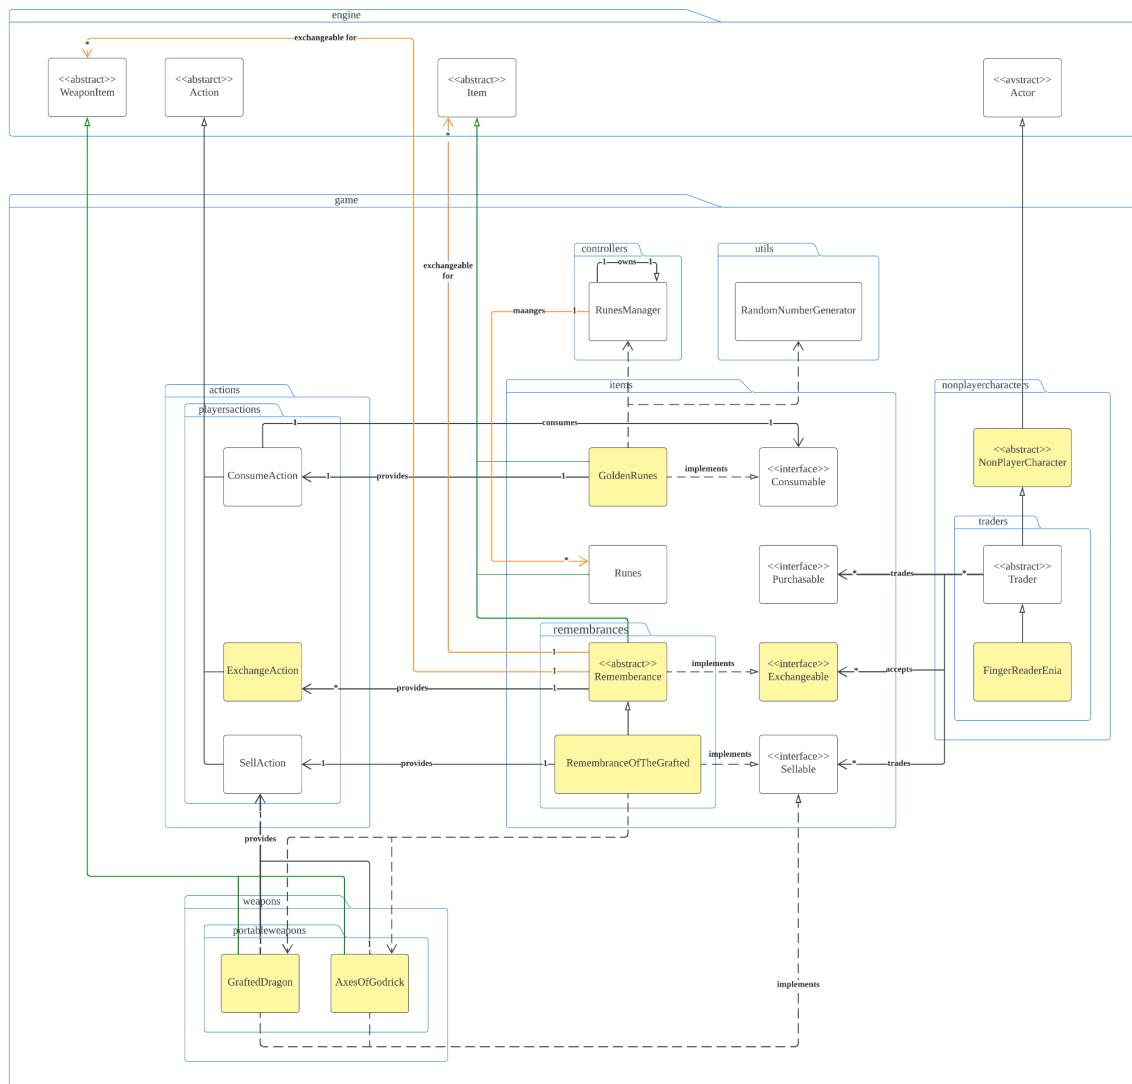 engine
exchangeable for
*
<<abstract>>
WeaponItem
<<abstarct>>
Action
<<abstract>>
Item
<<avstract>>
Actor
*
game
controllers
utils
1 owns 1
exchangeable
for
RunesManager
RandomNumberGenerator
maanges
1
actions
items
nonplayercharacters
playersactions
1
consumes
1
ConsumeAction
1
provides
1
GoldenRunes
implements
<<interface>>
Consumable
<<abstract>>
NonPlayerCharacter
traders
*
Runes
<<interface>>
Purchasable
*
trades
*
<<abstract>>
Trader
remembrances
1
ExchangeAction
*
provides
1
1
<<abstract>>
Rememberance
implements
<<interface>>
Exchangeable
*
accepts
FingerReaderEnia
SellAction
1
provides
1
RemembranceOfTheGrafted
implements
<<interface>>
Sellable
*
trades
1
provides
weapons
portableweapons
1
1
GraftedDragon
AxesOfGodrick
implements